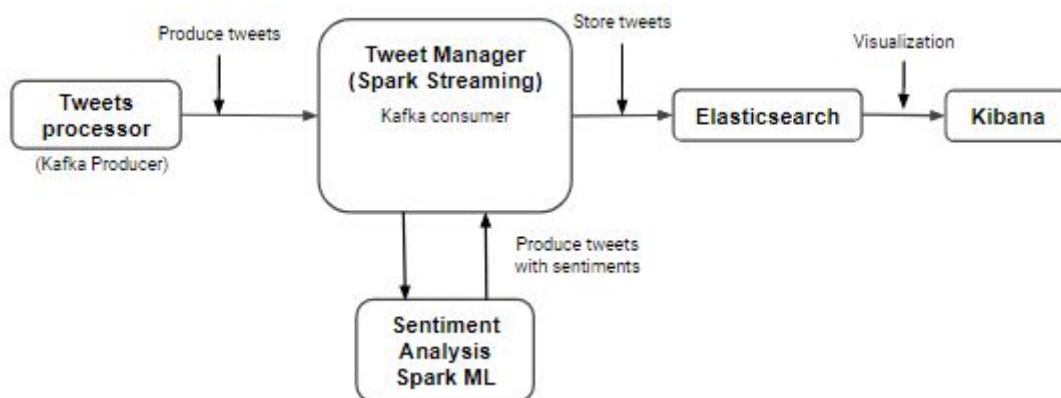 Produce tweets
Store tweets
Visualization
Tweet Manager
(Spark Streaming)
Kafka consumer
Tweets
processor
(Kafka Producer)
Elasticsearch
Kibana
Produce tweets
with sentiments
Sentiment
Analysis
Spark ML